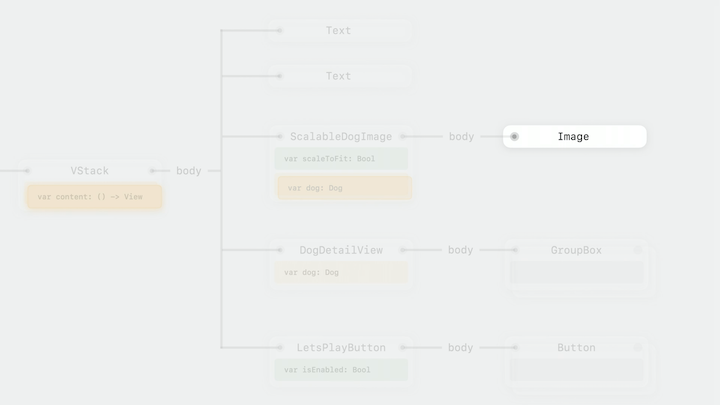 Text
Text
ScalableDogImage
body
Image
var scaleToFit: Bool
VStack
body
var dog: Dog
var content: () -> View
DogDetailView
body
GroupBox
var dog: Dog
LetsPlayButton
body
Button
var isEnabled: Bool